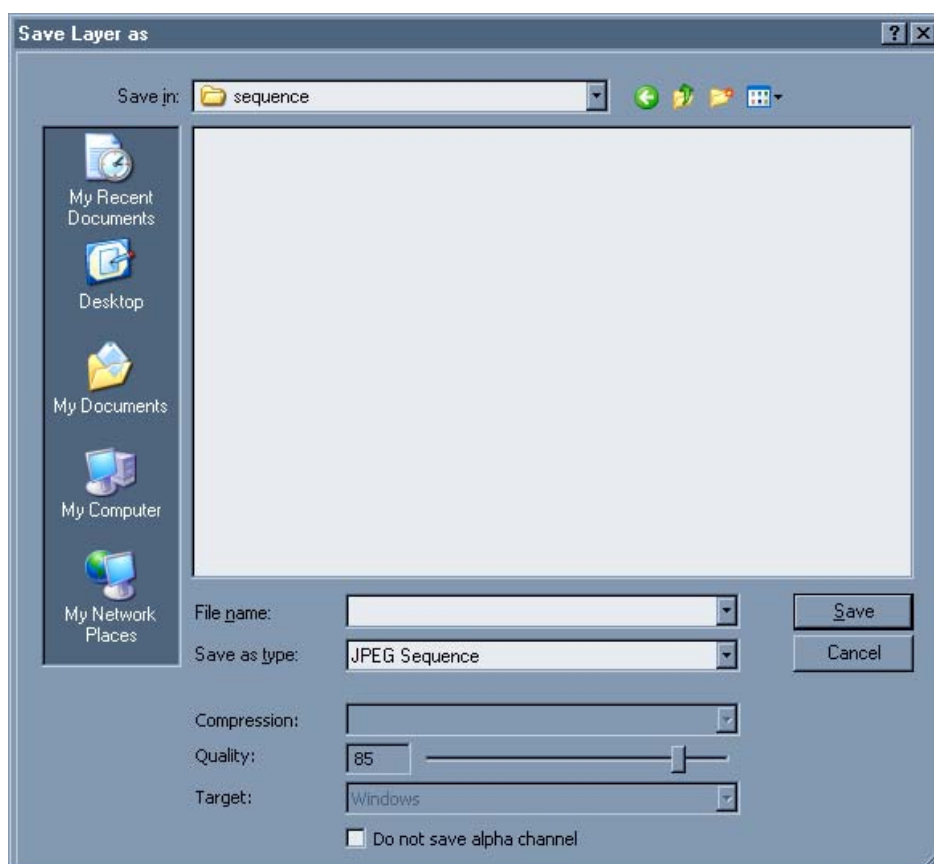 Save Layer as
Save in:
sequence
My Recent
Documents
Desktop
My Documents
My Computer
My Network
Places
File name:
Save
Save as type:
JPEG Sequence
Cancel
Compression:
Quality:
85
Target:
Windows
Do not save alpha channel